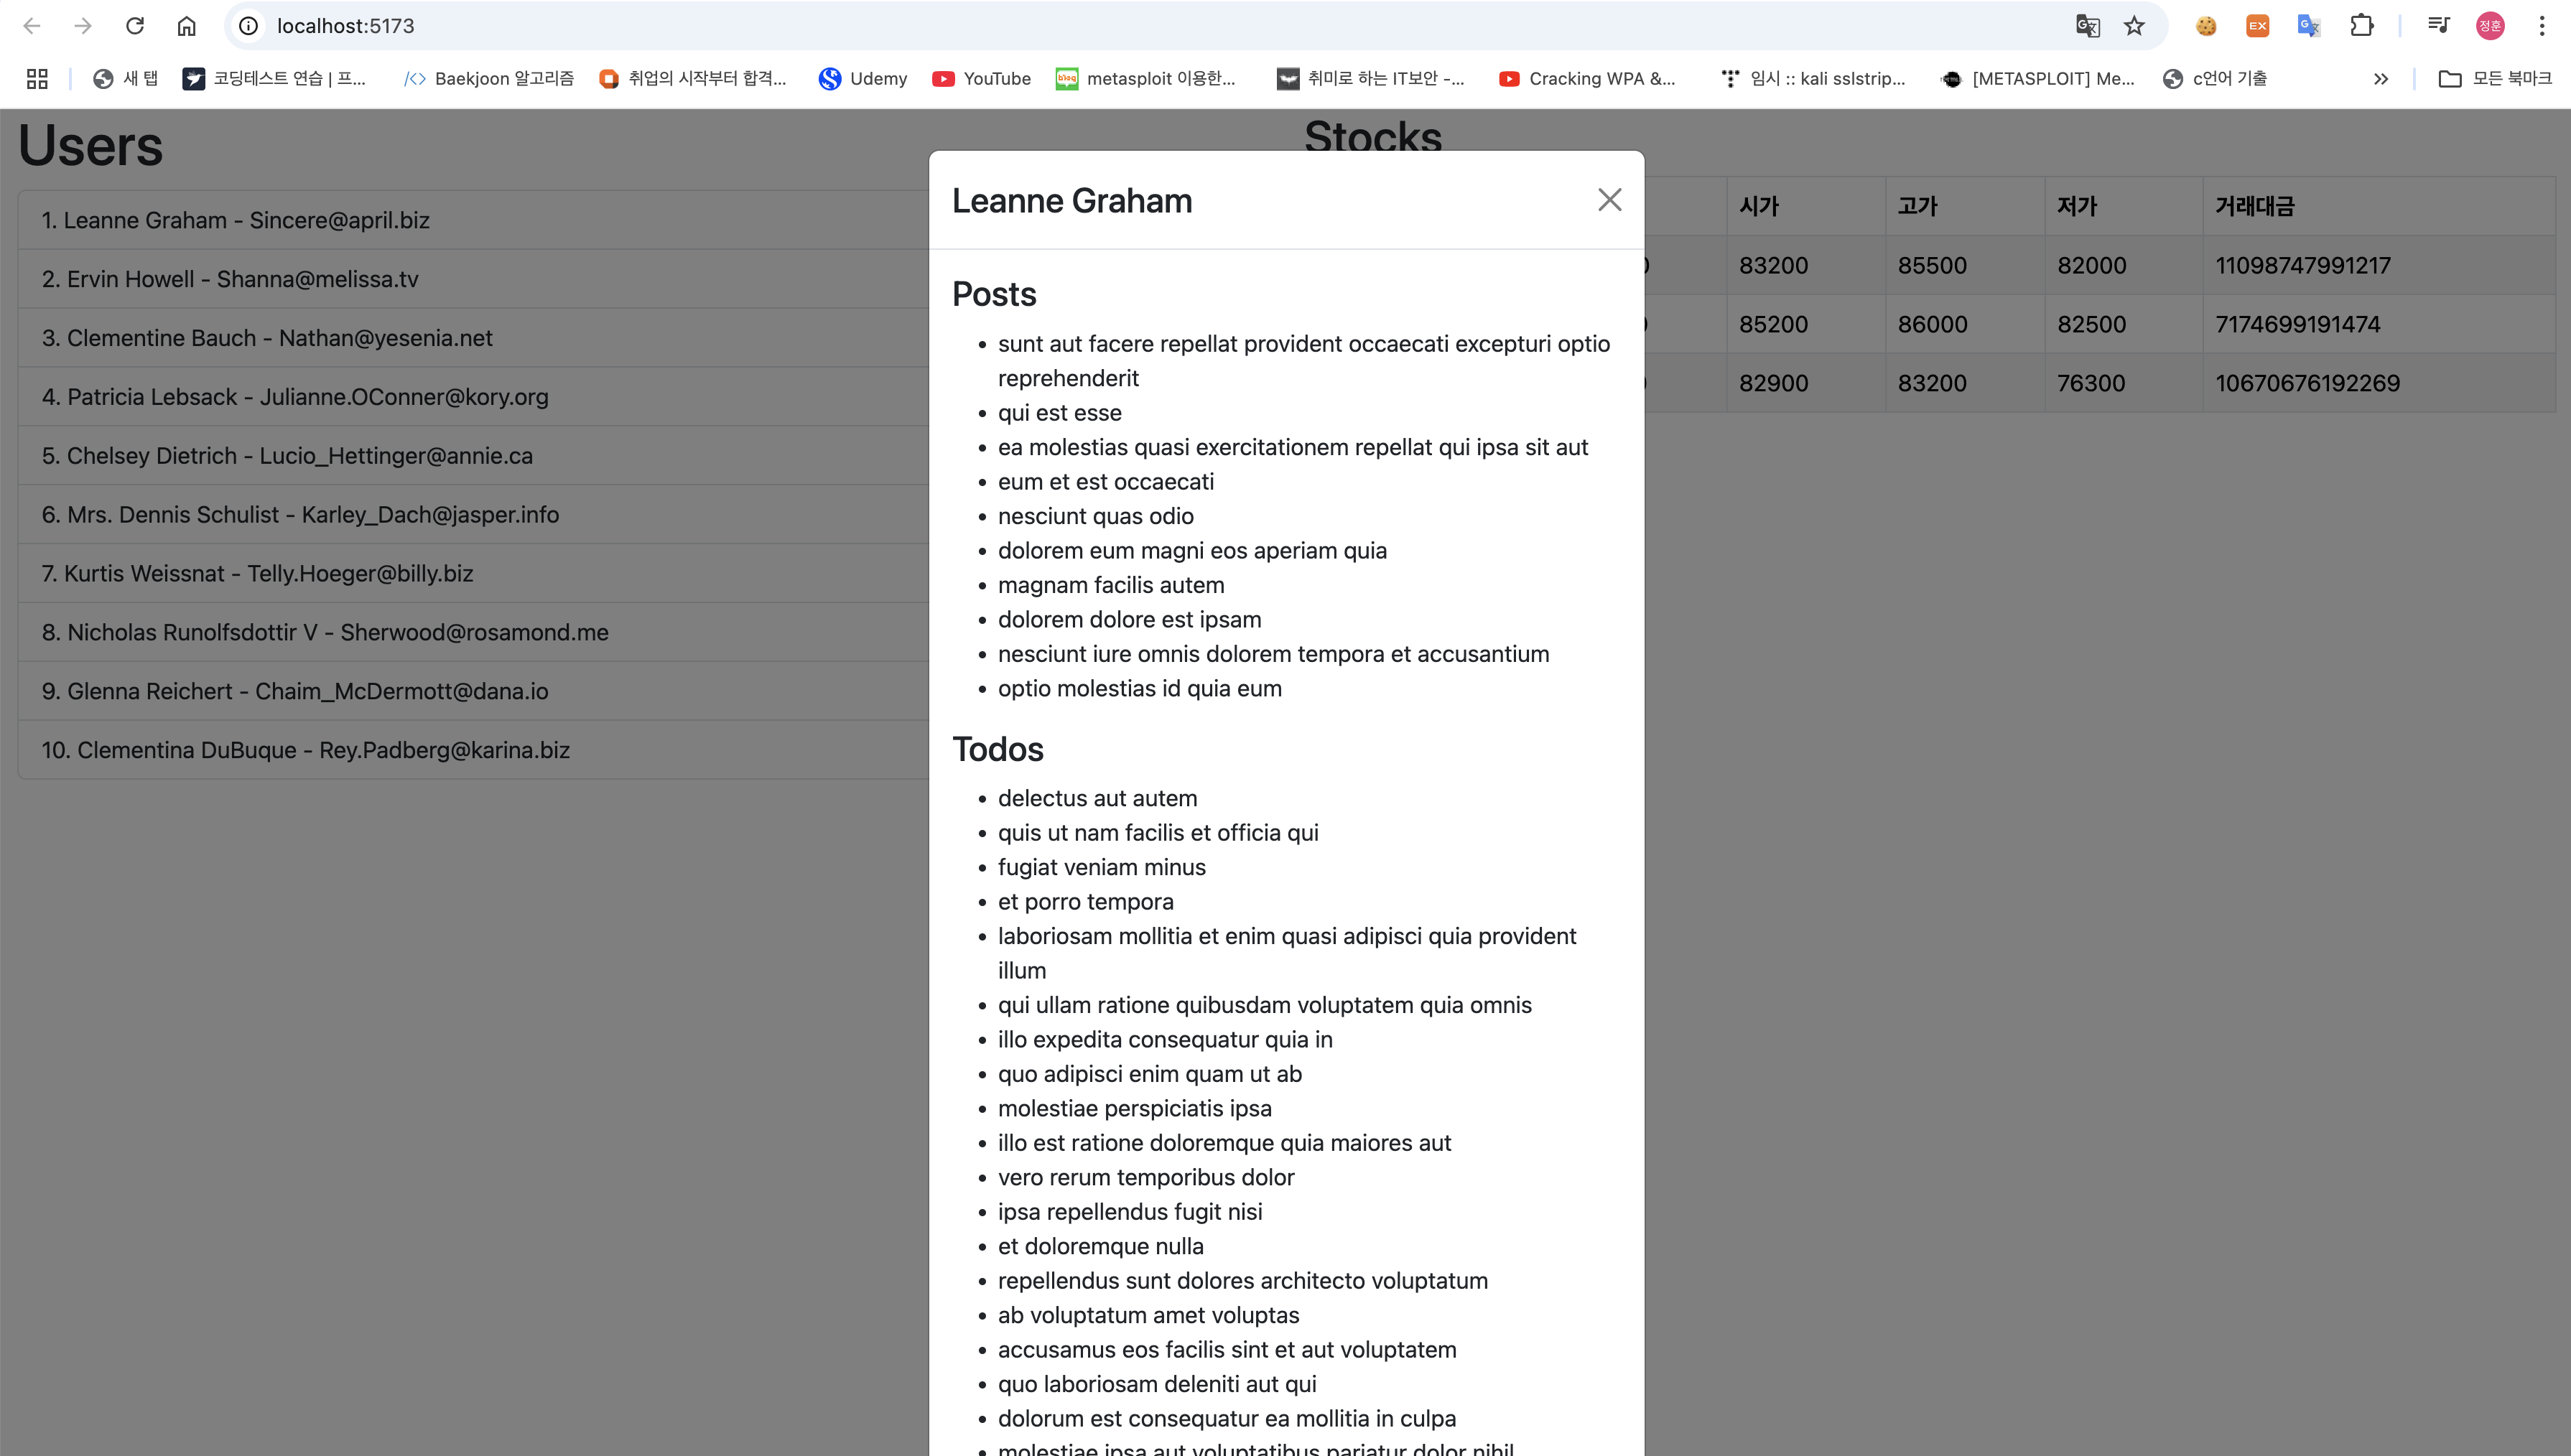 localhost:5173
정훈
새 탭
코딩테스트 연습 | 프...
Baekjoon 알고리즘
취업의 시작부터 합격...
Udemy
YouTube
blog
metasploit 이용한...
취미로 하는 IT보안 -...
Cracking WPA &...
임시 :: kali sslstrip...
[METASPLOIT] Me...
c언어 기출
모든 북마크
EX
Users
1. Leanne Graham - Sincere@april.biz
2. Ervin Howell - Shanna@melissa.tv
3. Clementine Bauch - Nathan@yesenia.net
4. Patricia Lebsack - Julianne.OConner@kory.org
5. Chelsey Dietrich - Lucio_Hettinger@annie.ca
6. Mrs. Dennis Schulist - Karley_Dach@jasper.info
7. Kurtis Weissnat - Telly.Hoeger@billy.biz
8. Nicholas Runolfsdottir V - Sherwood@rosamond.me
9. Glenna Reichert - Chaim_McDermott@dana.io
10. Clementina DuBuque - Rey.Padberg@karina.biz
Leanne Graham
Posts
sunt aut facere repellat provident occaecati excepturi optio
reprehenderit
qui est esse
ea molestias quasi exercitationem repellat qui ipsa sit aut
eum et est occaecati
nesciunt quas odio
dolorem eum magni eos aperiam quia
magnam facilis autem
dolorem dolore est ipsam
nesciunt iure omnis dolorem tempora et accusantium
optio molestias id quia eum
Todos
delectus aut autem
quis ut nam facilis et officia qui
fugiat veniam minus
et porro tempora
laboriosam mollitia et enim quasi adipisci quia provident
illum
qui ullam ratione quibusdam voluptatem quia omnis
illo expedita consequatur quia in
quo adipisci enim quam ut ab
molestiae perspiciatis ipsa
illo est ratione doloremque quia maiores aut
vero rerum temporibus dolor
ipsa repellendus fugit nisi
et doloremque nulla
repellendus sunt dolores architecto voluptatum
ab voluptatum amet voluptas
accusamus eos facilis sint et aut voluptatem
quo laboriosam deleniti aut qui
dolorum est consequatur ea mollitia in culpa
molestiae ipsa aut voluptatibus pariatur dolor nihil
Stocks
시가 고가 저가 거래대금
83200 85500 82000 11098747991217
85200 86000 82500 7174699191474
82900 83200 76300 10670676192269